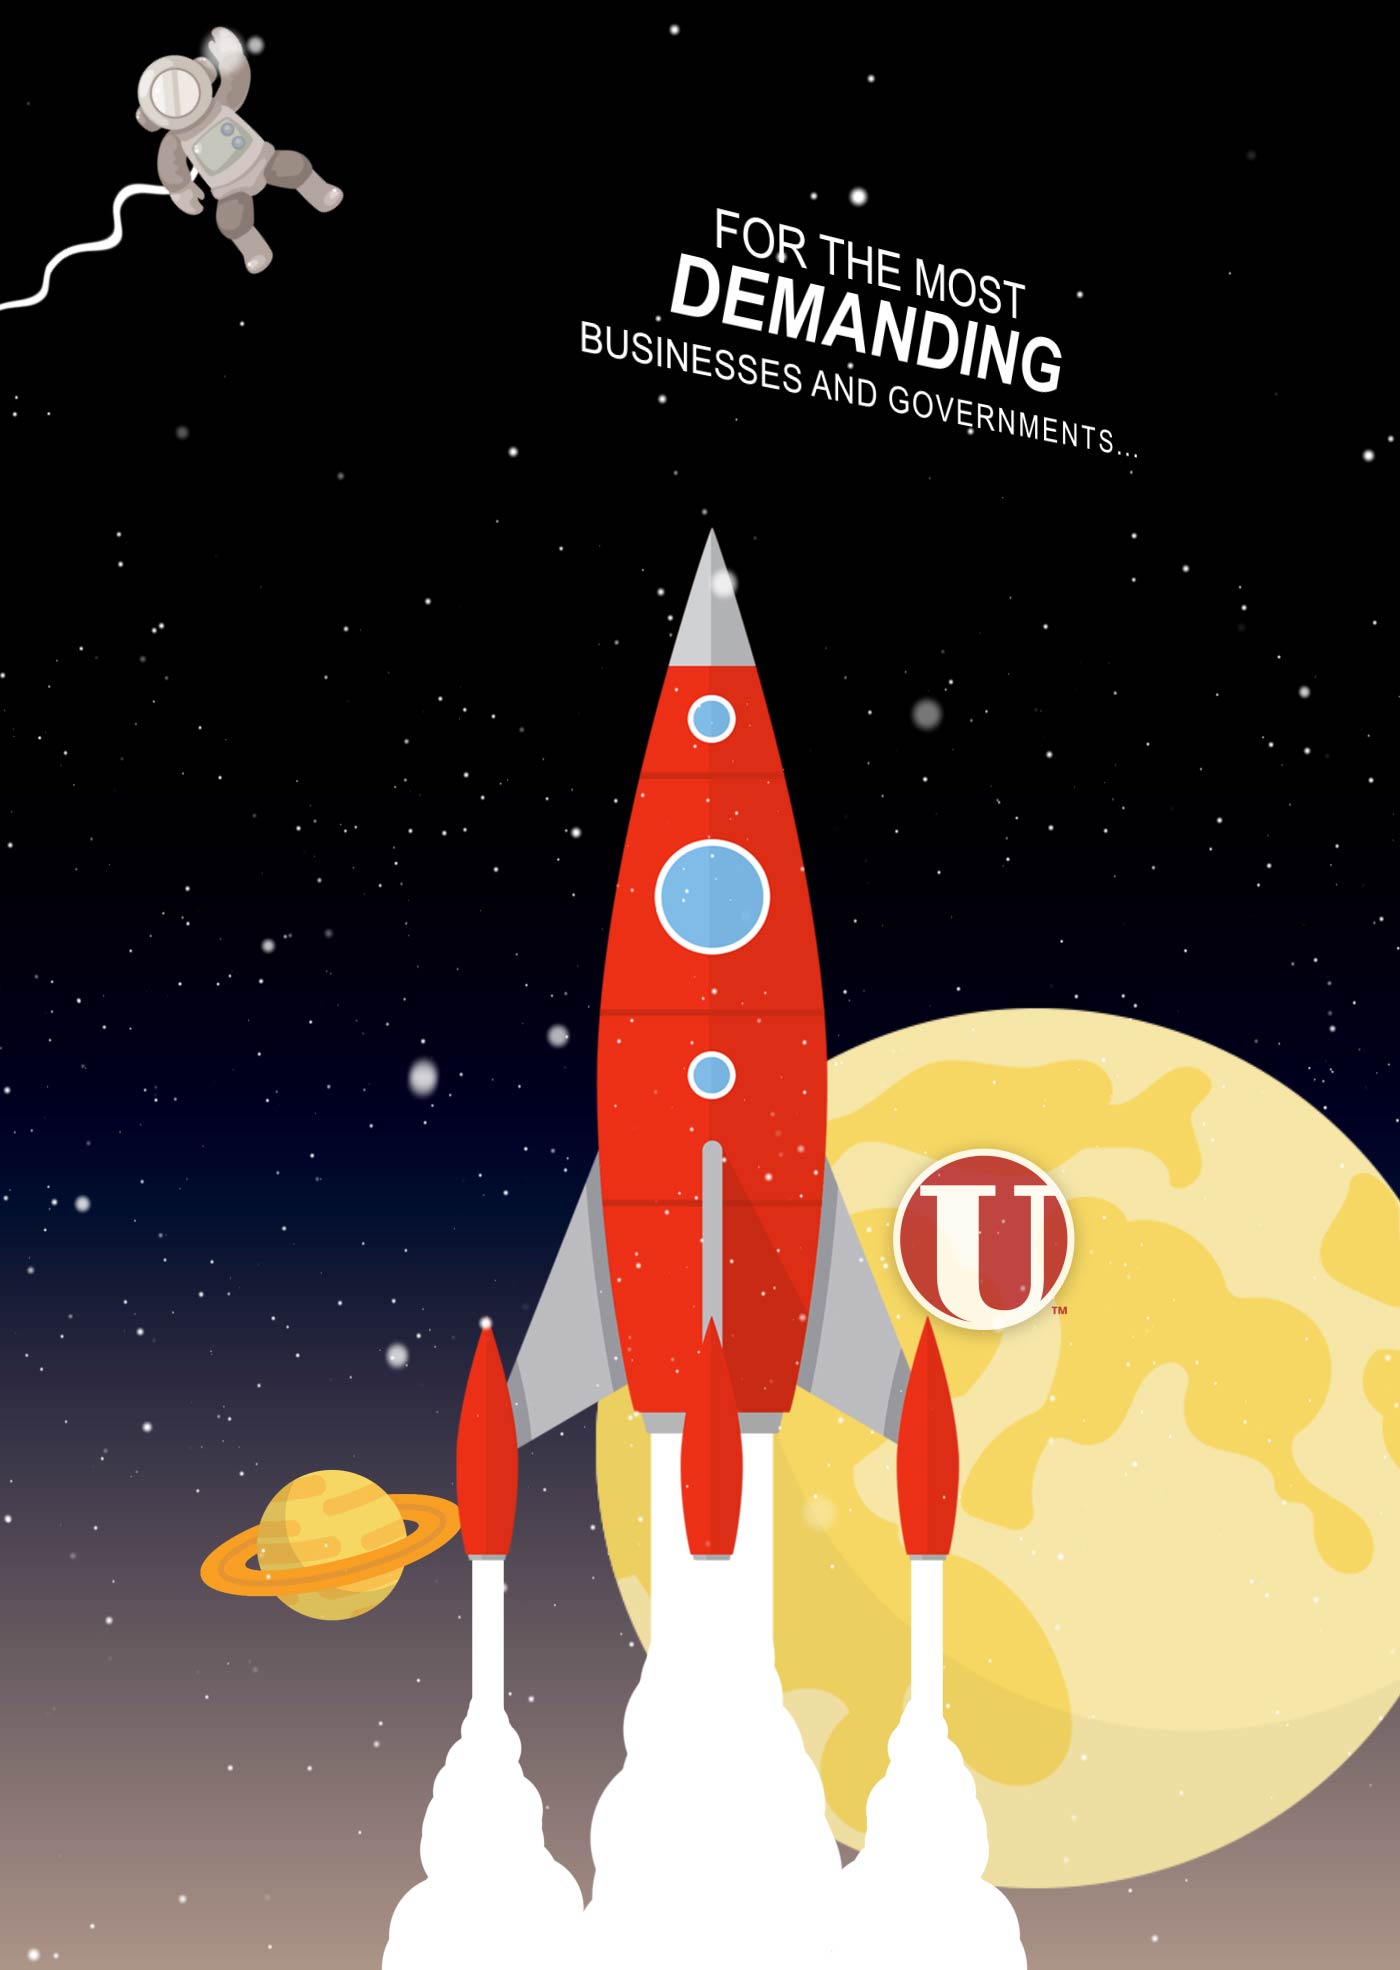 FOR THE MOST
DEMANDING
BUSINESSES AND GOVERNMENTS...
U
TM